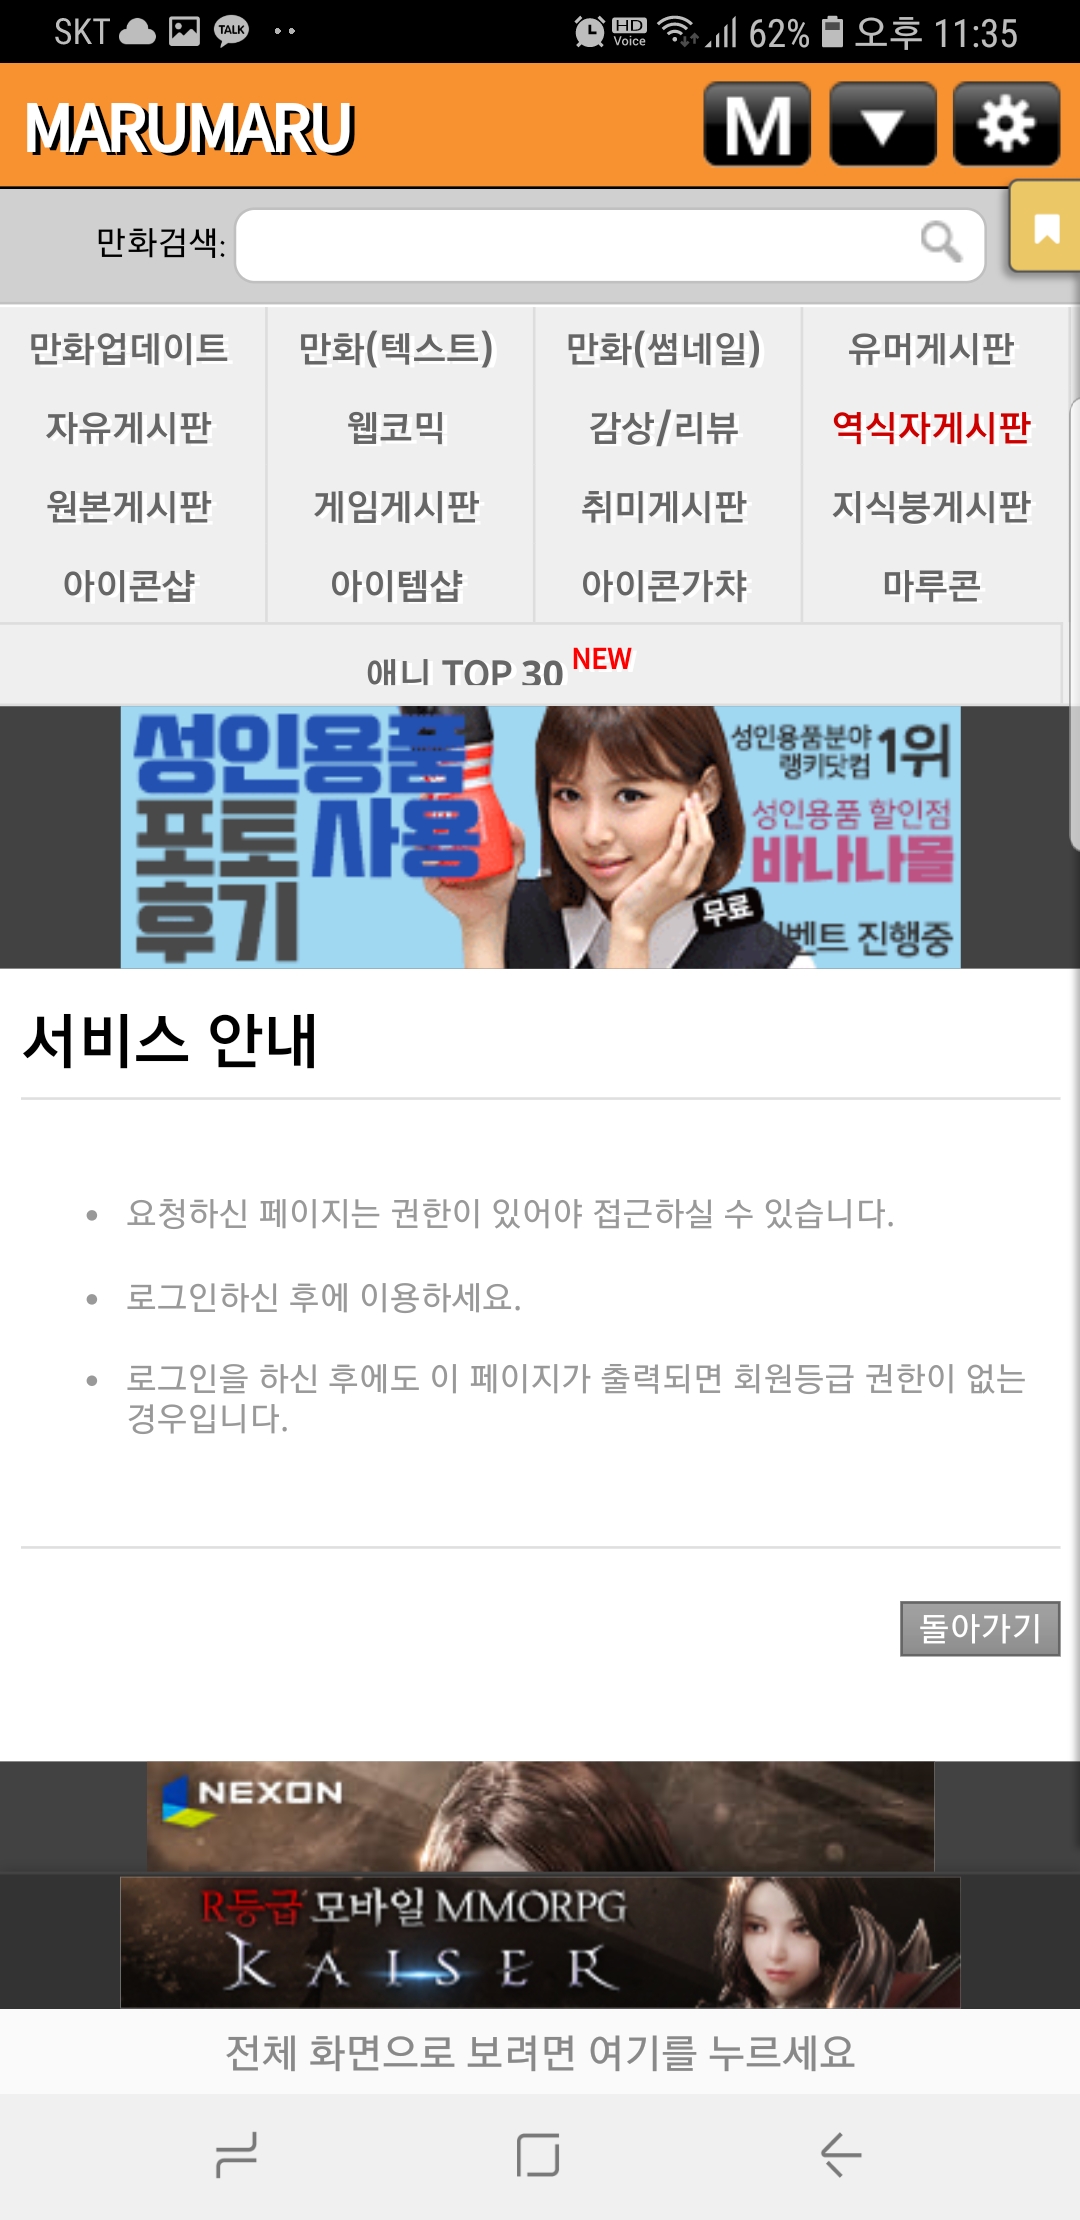 SKT TALK HD Voice 62% 오후 11:35
MARUMARU M
만화검색:
만화업데이트 만화(텍스트) 만화(썸네일) 유머게시판
자유게시판 웹코믹 감상/리뷰 역식자게시판
원본게시판 게임게시판 취미게시판 지식붕게시판
아이콘샵 아이템샵 아이콘가챠 마루콘
애니 TOP 30 NEW
성인용품
포토 사용
후기
성인용품분야
랭키닷컴 1위
성인용품 할인점
바나나몰
무료
이벤트 진행중
서비스 안내
요청하신 페이지는 권한이 있어야 접근하실 수 있습니다.
로그인하신 후에 이용하세요.
로그인을 하신 후에도 이 페이지가 출력되면 회원등급 권한이 없는
경우입니다.
돌아가기
NEXON
R등급 모바일 MMORPG
KAISER
전체 화면으로 보려면 여기를 누르세요